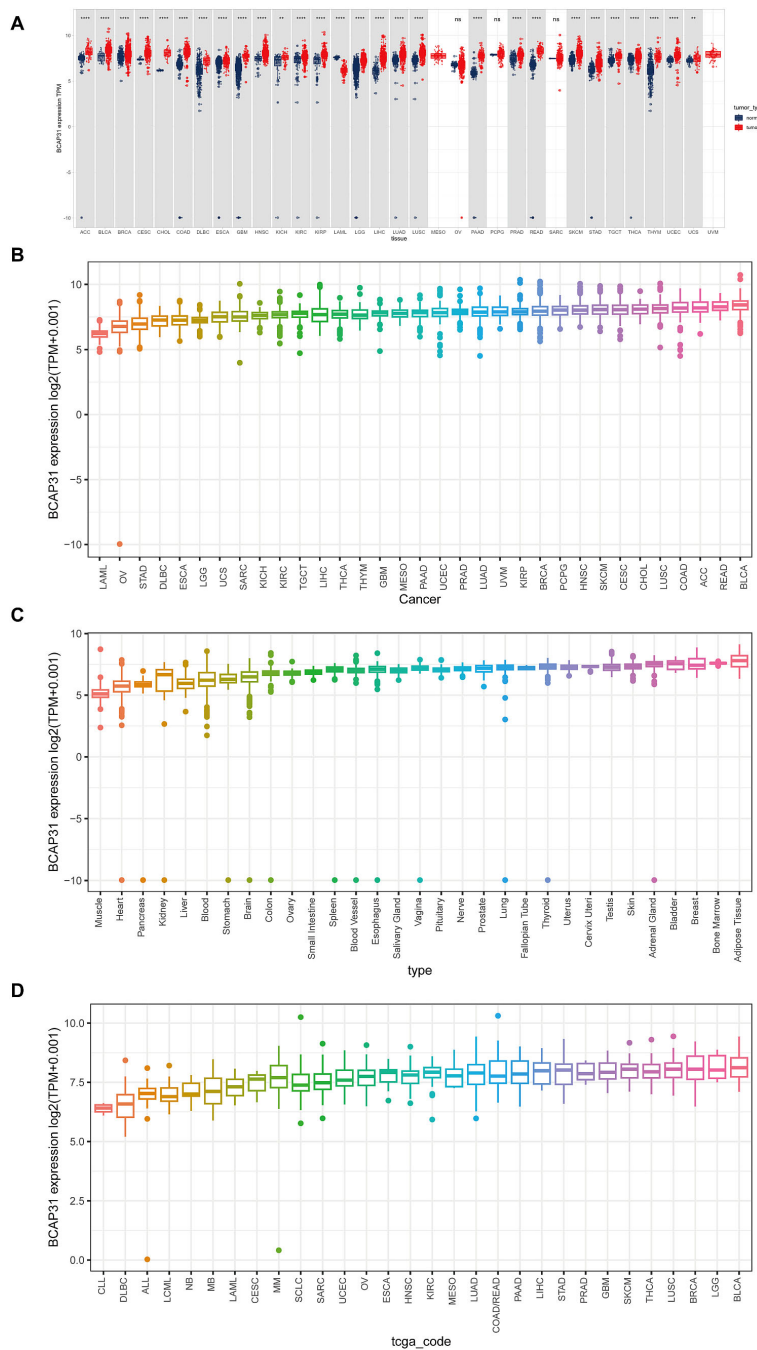 A
**** **** **** **** **** **** **** **** **** **** ** **** **** **** **** **** **** **** ns **** ns **** **** ns **** **** **** **** **** **** **
10
5
0
-5
-10
BCAP31 expression TPM
tumor_ty
norm
tumo
ACC BLCA BRCA CESC CHOL COAD DLBC ESCA GBM HNSC KICH KIRC KIRP LAML LGG LIHC LUAD LUSC MESO OV PAAD PCPG PRAD READ SARC SKCM STAD TGCT THCA THYM UCEC UCS UVM
tissue
B
10
5
0
−5
−10
BCAP31 expression log2(TPM+0.001)
LAML OV STAD DLBC ESCA LGG UCS SARC KICH KIRC TGCT LIHC THCA THYM GBM MESO PAAD UCEC PRAD LUAD UVM KIRP BRCA PCPG HNSC SKCM CESC CHOL LUSC COAD ACC READ BLCA
Cancer
C
10
5
0
−5
−10
BCAP31 expression log2(TPM+0.001)
Muscle Heart Pancreas Kidney Liver Blood Stomach Brain Colon Ovary Small Intestine Spleen Blood Vessel Esophagus Salivary Gland Vagina Pituitary Nerve Prostate Lung Fallopian Tube Thyroid Uterus Cervix Uteri Testis Skin Adrenal Gland Bladder Breast Bone Marrow Adipose Tissue
type
D
10.0
7.5
5.0
2.5
0.0
BCAP31 expression log2(TPM+0.001)
CLL DLBC ALL LCML NB MB LAML CESC MM SCLC SARC UCEC OV ESCA HNSC KIRC MESO LUAD COAD/READ PAAD LIHC STAD PRAD GBM SKCM THCA LUSC BRCA LGG BLCA
tcga_code